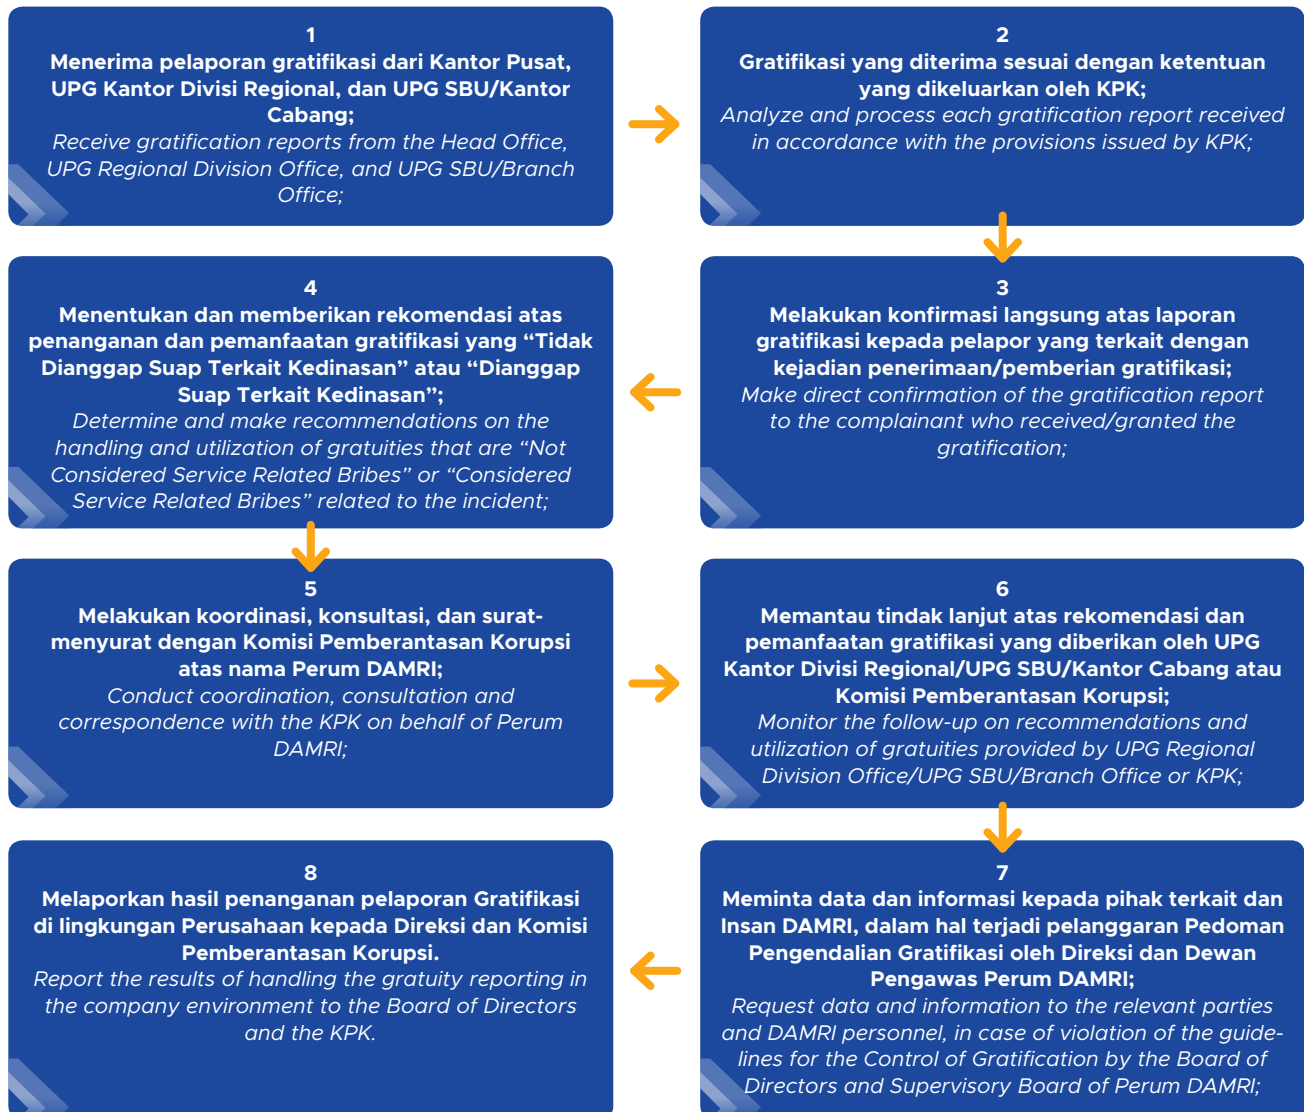 1
Menerima pelaporan gratifikasi dari Kantor Pusat,
UPG Kantor Divisi Regional, dan UPG SBU/Kantor
Cabang;
Receive gratification reports from the Head Office,
UPG Regional Division Office, and UPG SBU/Branch
Office;
2
Gratifikasi yang diterima sesuai dengan ketentuan
yang dikeluarkan oleh KPK;
Analyze and process each gratification report received
in accordance with the provisions issued by KPK;
3
Melakukan konfirmasi langsung atas laporan
gratifikasi kepada pelapor yang terkait dengan
kejadian penerimaan/pemberian gratifikasi;
Make direct confirmation of the gratification report
to the complainant who received/granted the
gratification;
4
Menentukan dan memberikan rekomendasi atas
penanganan dan pemanfaatan gratifikasi yang “Tidak
Dianggap Suap Terkait Kedinasan” atau “Dianggap
Suap Terkait Kedinasan”;
Determine and make recommendations on the
handling and utilization of gratuities that are “Not
Considered Service Related Bribes” or “Considered
Service Related Bribes” related to the incident;
5
Melakukan koordinasi, konsultasi, dan surat-
menyurat dengan Komisi Pemberantasan Korupsi
atas nama Perum DAMRI;
Conduct coordination, consultation and
correspondence with the KPK on behalf of Perum
DAMRI;
6
Memantau tindak lanjut atas rekomendasi dan
pemanfaatan gratifikasi yang diberikan oleh UPG
Kantor Divisi Regional/UPG SBU/Kantor Cabang atau
Komisi Pemberantasan Korupsi;
Monitor the follow-up on recommendations and
utilization of gratuities provided by UPG Regional
Division Office/UPG SBU/Branch Office or KPK;
7
Meminta data dan informasi kepada pihak terkait dan
Insan DAMRI, dalam hal terjadi pelanggaran Pedoman
Pengendalian Gratifikasi oleh Direksi dan Dewan
Pengawas Perum DAMRI;
Request data and information to the relevant parties
and DAMRI personnel, in case of violation of the guide-
lines for the Control of Gratification by the Board of
Directors and Supervisory Board of Perum DAMRI;
8
Melaporkan hasil penanganan pelaporan Gratifikasi
di lingkungan Perusahaan kepada Direksi dan Komisi
Pemberantasan Korupsi.
Report the results of handling the gratuity reporting in
the company environment to the Board of Directors
and the KPK.